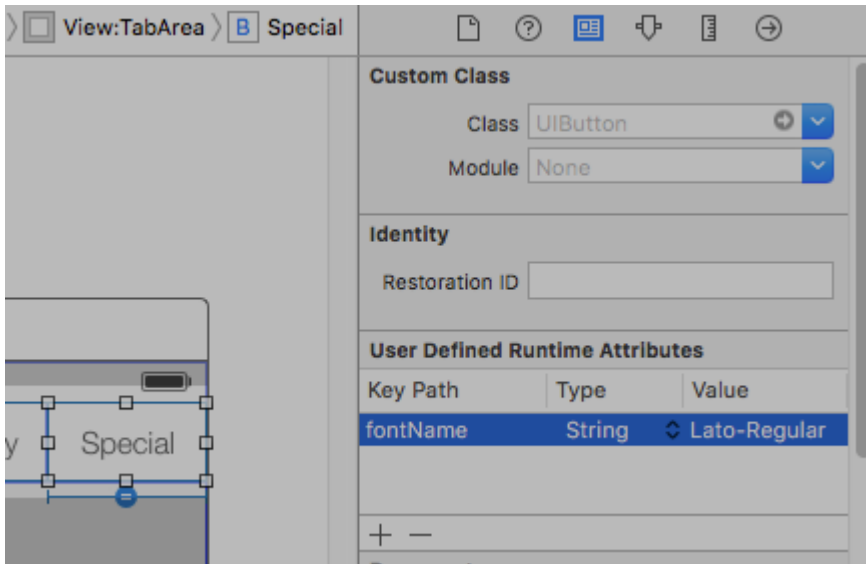 View:TabArea B Special
Custom Class
Class UIButton
Module None
Identity
Restoration ID
User Defined Runtime Attributes
Key Path Type Value
fontName String Lato-Regular
y Special